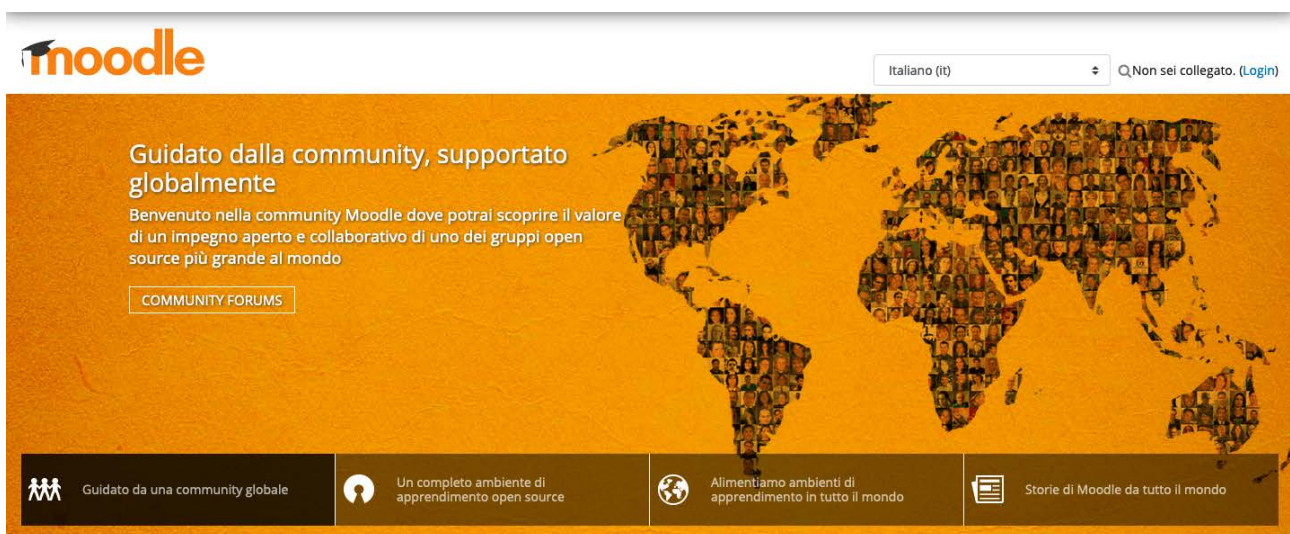 moodle
Italiano (it)
Non sei collegato. (Login)
Guidato dalla community, supportato
globalmente
Benvenuto nella community Moodle dove potrai scoprire il valore
di un impegno aperto e collaborativo di uno dei gruppi open
source più grande al mondo
COMMUNITY FORUMS
Guidato da una community globale
Un completo ambiente di
apprendimento open source
Alimentiamo ambienti di
apprendimento in tutto il mondo
Storie di Moodle da tutto il mondo